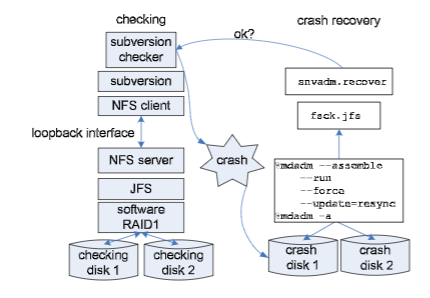 checking
crash recovery
subversion
checker
ok?
subversion
snvadm.recover
NFS client
fsck.jfs
loopback interface
NFS server
crash
%mdadm --assemble
--run
--force
--update=resync
%mdadm -a
JFS
software
RAID1
checking
disk 1
checking
disk 2
crash
disk 1
crash
disk 2